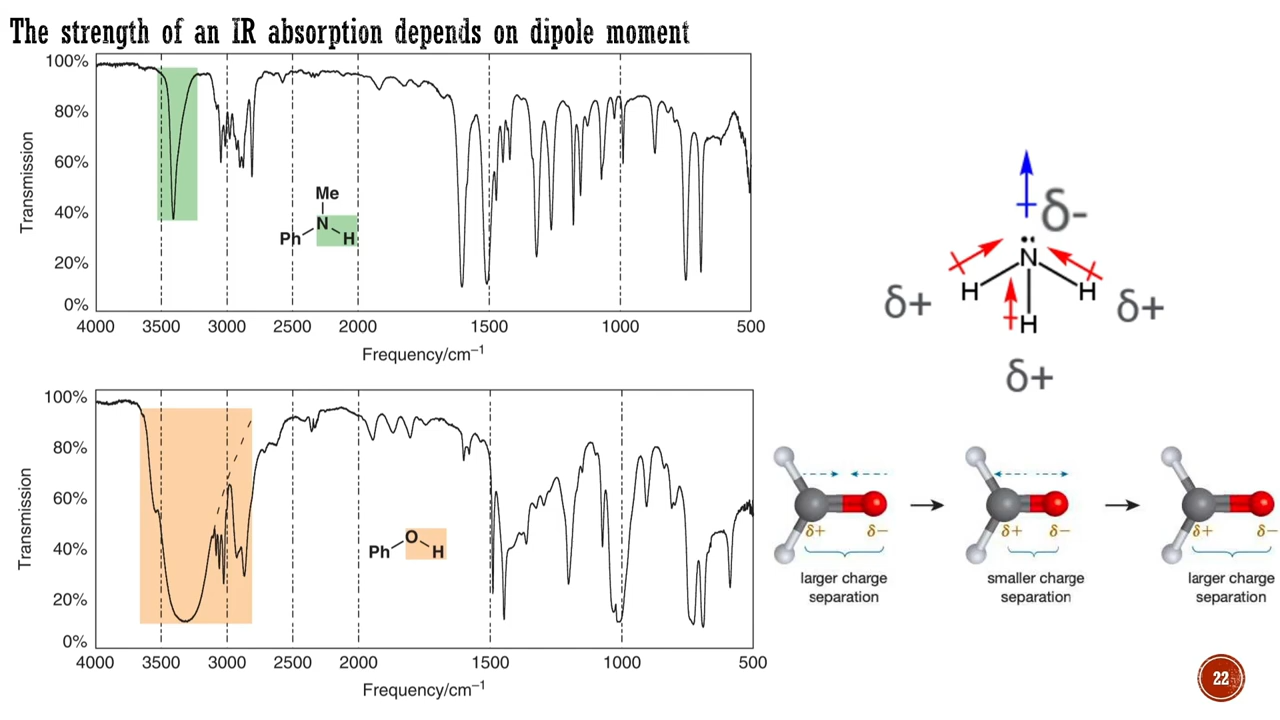 The strength of an IR absorption depends on dipole moment
100%
80%
60%
40%
20%
0%
Transmission
Me
N
Ph
H
4000 3500 3000 2500 2000 1500 1000 500
Frequency/cm⁻¹
100%
80%
60%
40%
20%
0%
Transmission
O
Ph
H
4000 3500 3000 2500 2000 1500 1000 500
Frequency/cm⁻¹
δ-
N
H
H
H
δ+
δ+
δ+
δ+ δ−
larger charge
separation
δ+ δ−
smaller charge
separation
δ+ δ−
larger charge
separation
22